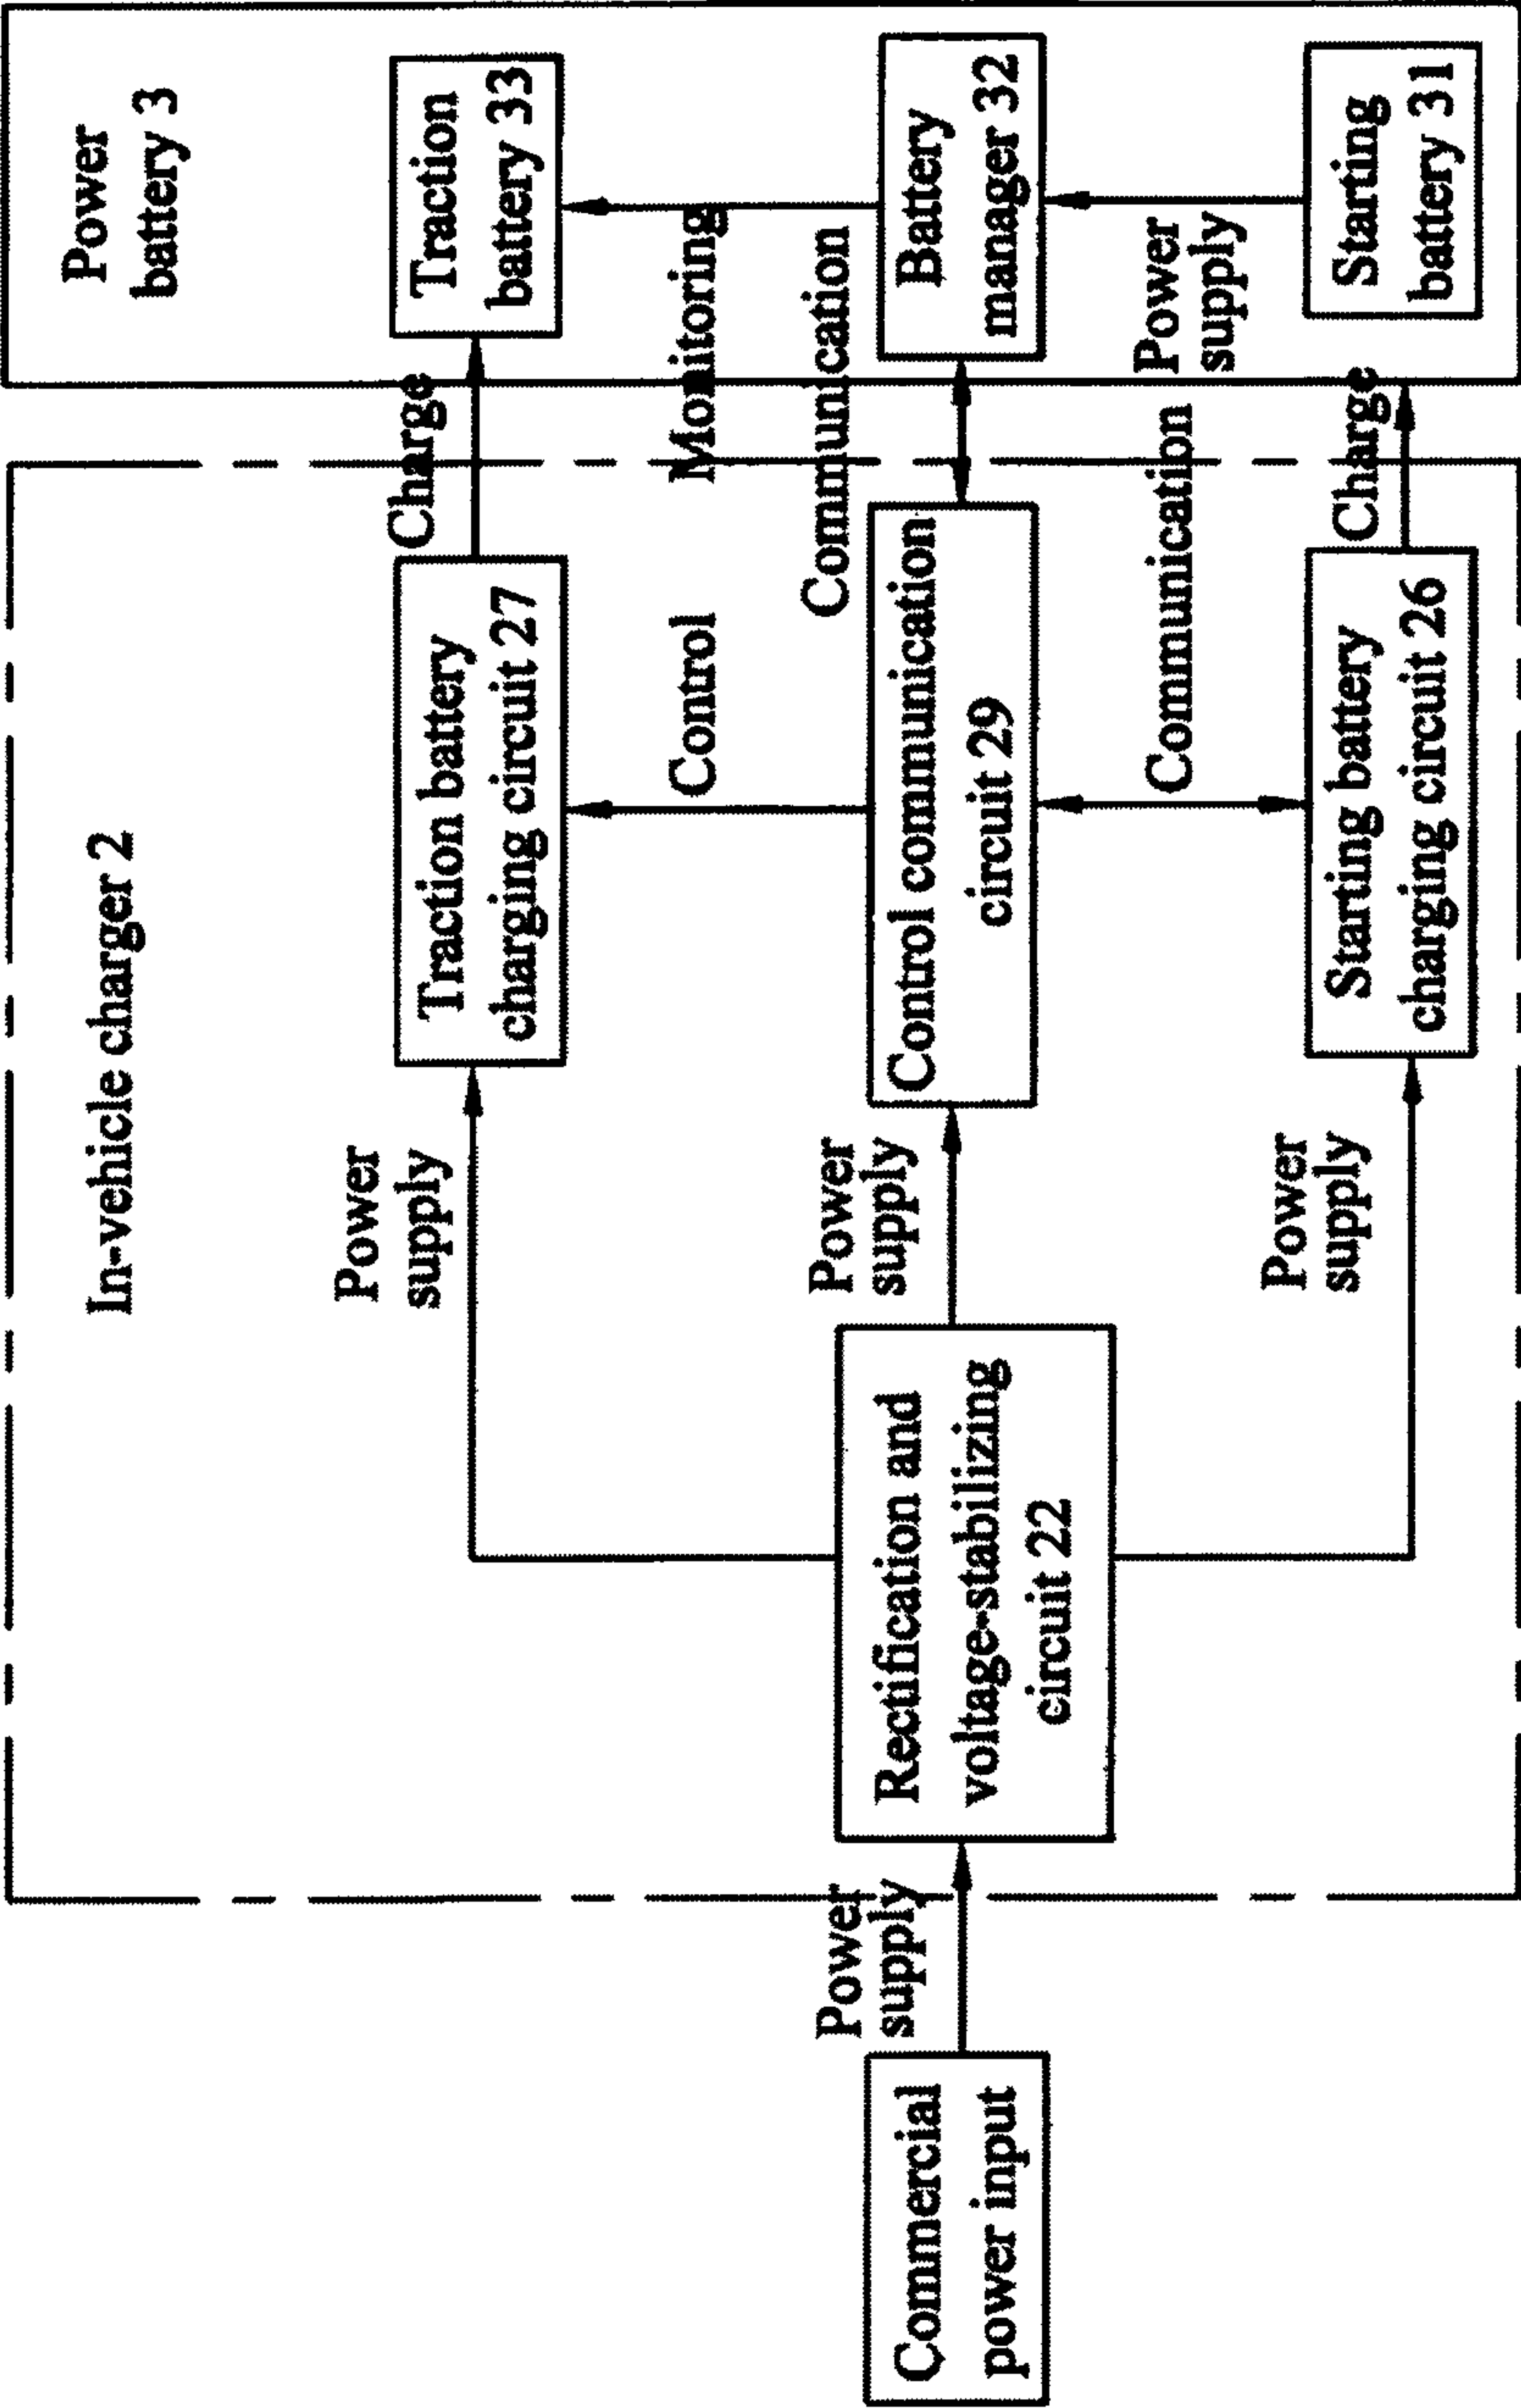 Commercial
power input
Power
supply
In-vehicle charger 2
Rectification and
voltage-stabilizing
circuit 22
Power
supply
Power
supply
Power
supply
Traction battery
charging circuit 27
Control
Control communication
circuit 29
Communication
Starting battery
charging circuit 26
Charge
Monitoring
Communication
Charge
Power
battery 3
Traction
battery 33
Battery
manager 32
Power
supply
Starting
battery 31